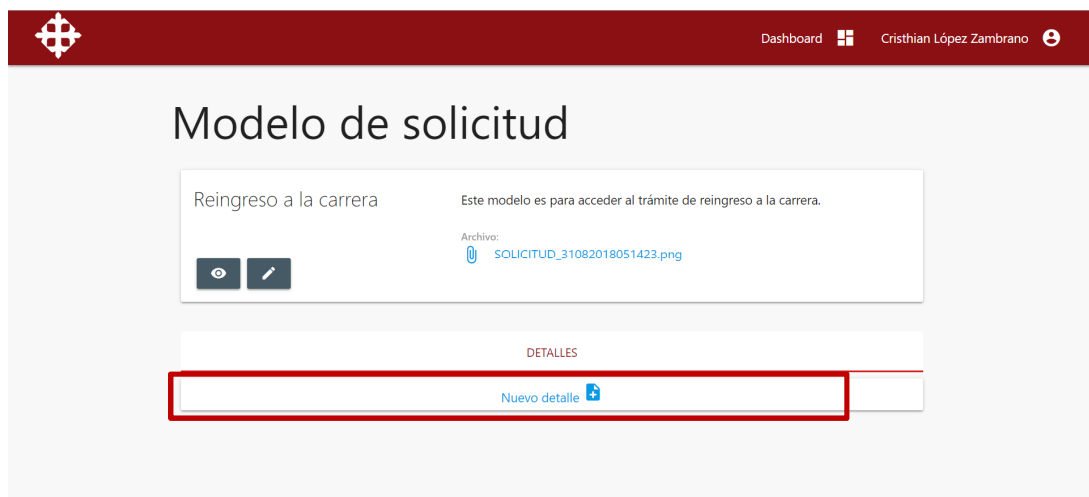 Dashboard Cristhian López Zambrano
Modelo de solicitud
Reingreso a la carrera
Este modelo es para acceder al trámite de reingreso a la carrera.
Archivo:
SOLICITUD_31082018051423.png
DETALLES
Nuevo detalle